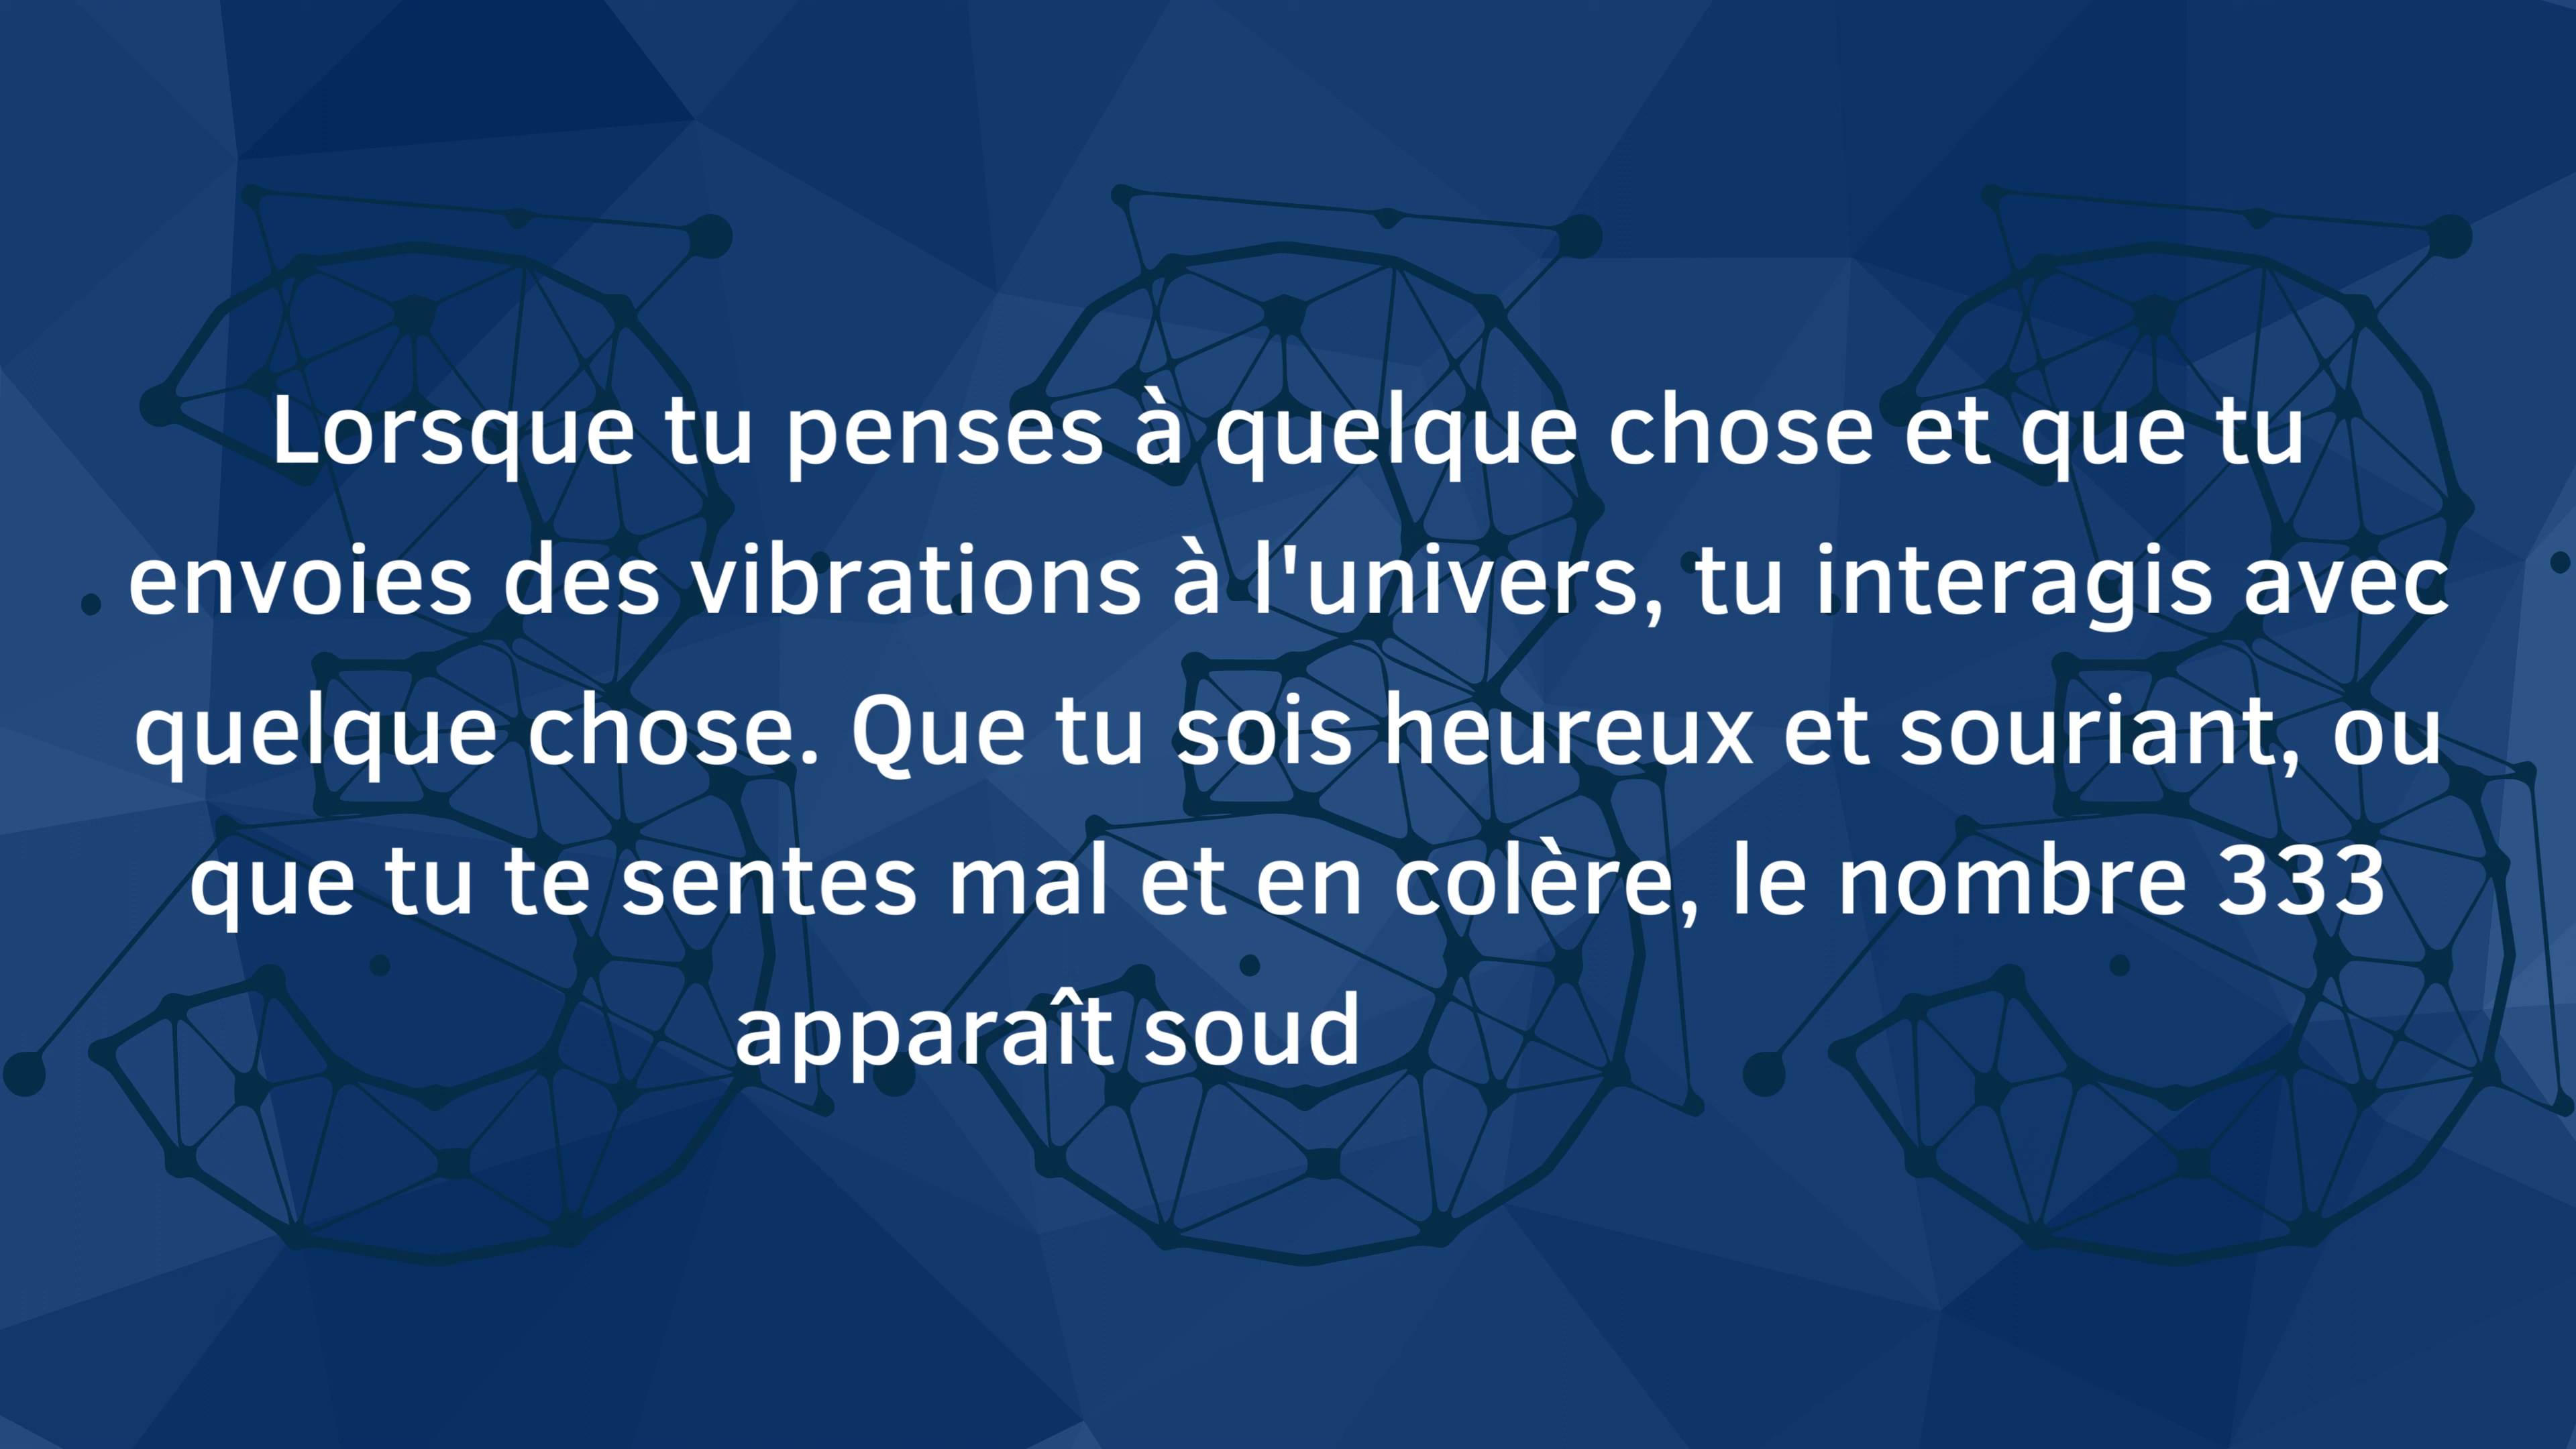 Lorsque tu penses à quelque chose et que tu
envoies des vibrations à l'univers, tu interagis avec
quelque chose. Que tu sois heureux et souriant, ou
que tu te sentes mal et en colère, le nombre 333
apparaît soud